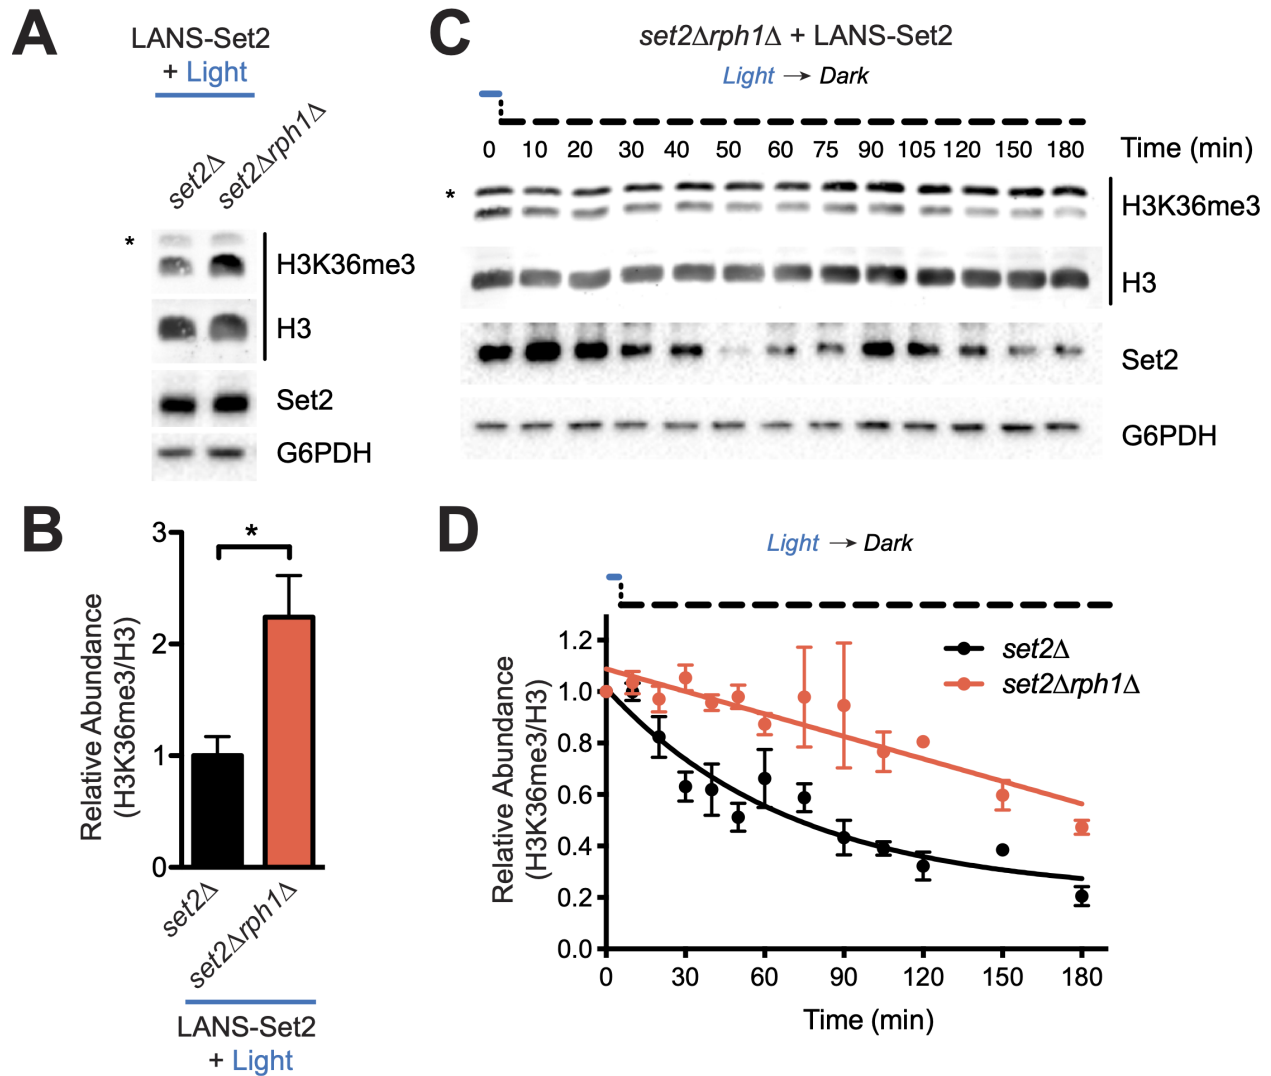 A
LANS-Set2
+ Light
set2Δ
set2Δrph1Δ
*
H3K36me3
H3
Set2
G6PDH
C
set2Δrph1Δ + LANS-Set2
Light → Dark
0 10 20 30 40 50 60 75 90 105 120 150 180 Time (min)
*
H3K36me3
H3
Set2
G6PDH
B
Relative Abundance
(H3K36me3/H3)
3
2
1
0
*
set2Δ
set2Δrph1Δ
LANS-Set2
+ Light
D
Light → Dark
Relative Abundance
(H3K36me3/H3)
1.2
1.0
0.8
0.6
0.4
0.2
0.0
set2Δ
set2Δrph1Δ
0 30 60 90 120 150 180
Time (min)